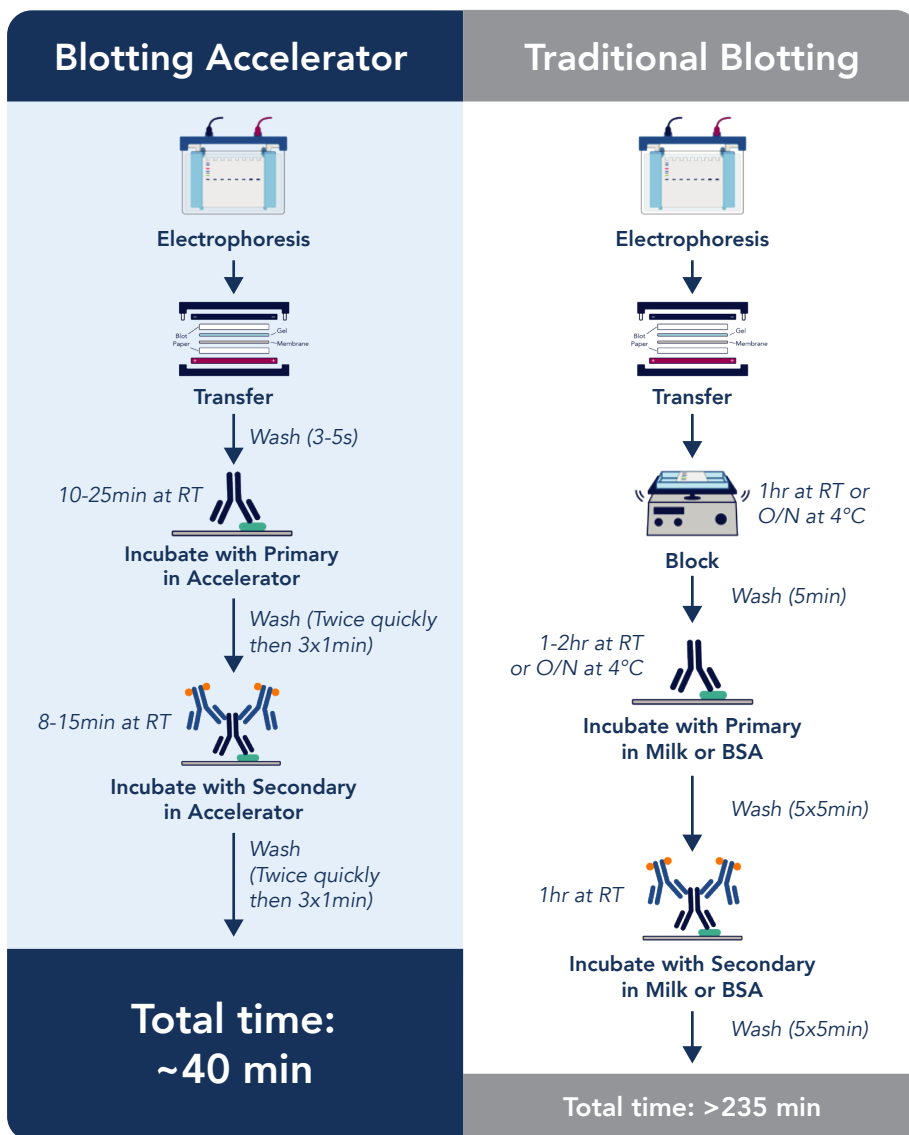 Blotting Accelerator
Electrophoresis
Blot
Paper
Gel
Membrane
- -
+ +
Transfer
Wash (3-5s)
10-25min at RT
Incubate with Primary
in Accelerator
Wash (Twice quickly
then 3x1min)
8-15min at RT
Incubate with Secondary
in Accelerator
Wash
(Twice quickly
then 3x1min)
Total time:
~40 min
Traditional Blotting
Electrophoresis
Blot
Paper
Gel
Membrane
- -
+ +
Transfer
1hr at RT or
O/N at 4ºC
Block
Wash (5min)
1-2hr at RT
or O/N at 4ºC
Incubate with Primary
in Milk or BSA
Wash (5x5min)
1hr at RT
Incubate with Secondary
in Milk or BSA
Wash (5x5min)
Total time: >235 min